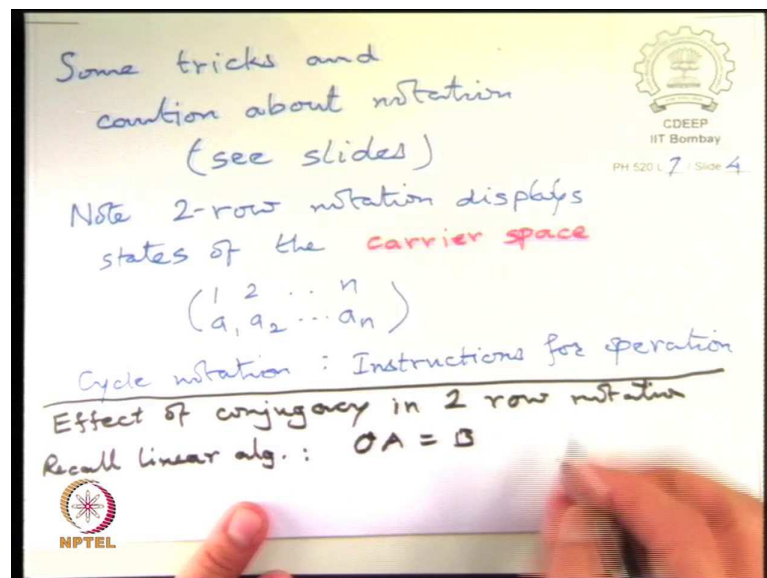 Some tricks and
caution about notation
(see slides)
CDEEP
IIT Bombay
PH 520 L 7 / Slide 4
Note 2-row notation displays
states of the carrier space
(1 2 .. n
a₁ a₂ ... aₙ)
Cycle notation : Instructions for operation
Effect of conjugacy in 2 row notation
Recall linear alg. : OA = B
NPTEL